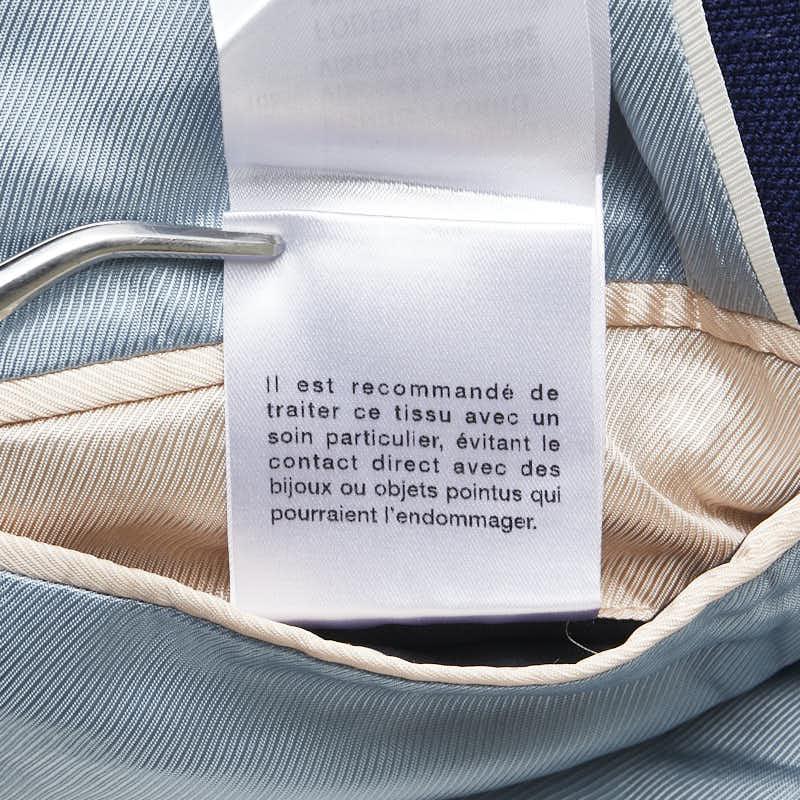 Il est recommandé de
traiter ce tissu avec un
soin particulier, évitant le
contact direct avec des
bijoux ou objets pointus qui
pourraient l'endommager.